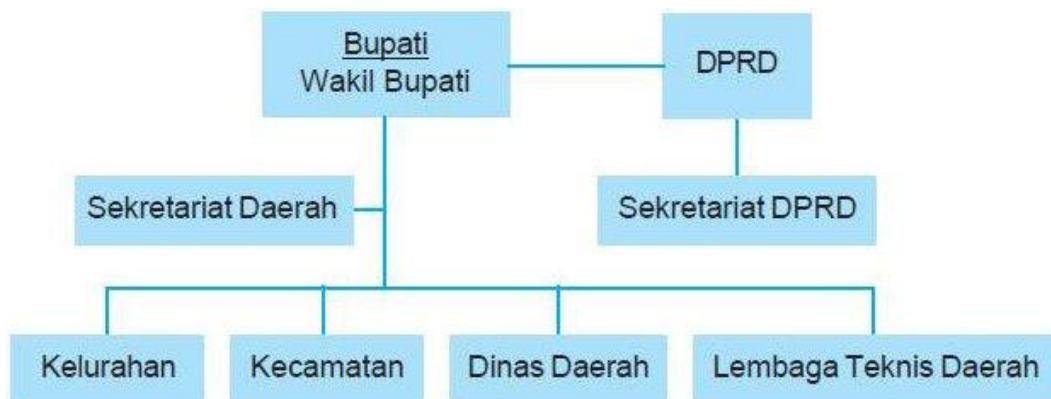 Bupati
Wakil Bupati
DPRD
Sekretariat Daerah
Sekretariat DPRD
Kelurahan
Kecamatan
Dinas Daerah
Lembaga Teknis Daerah